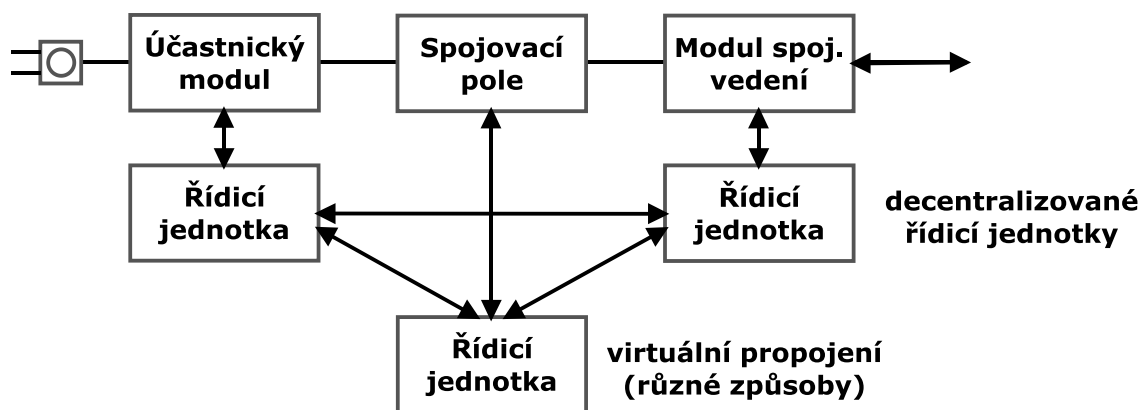 Účastnický
modul
Spojovací
pole
Modul spoj.
vedení
Řídicí
jednotka
Řídicí
jednotka
decentralizované
řídicí jednotky
Řídicí
jednotka
virtuální propojení
(různé způsoby)